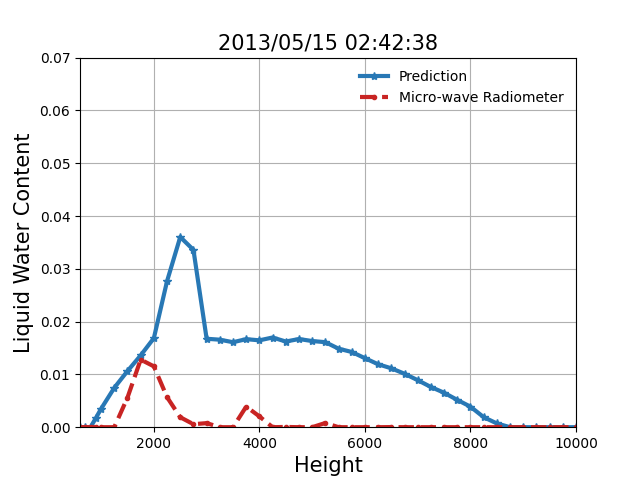 2013/05/15 02:42:38
Prediction
Micro-wave Radiometer
Liquid Water Content
0.07
0.06
0.05
0.04
0.03
0.02
0.01
0.00
2000 4000 6000 8000 10000
Height